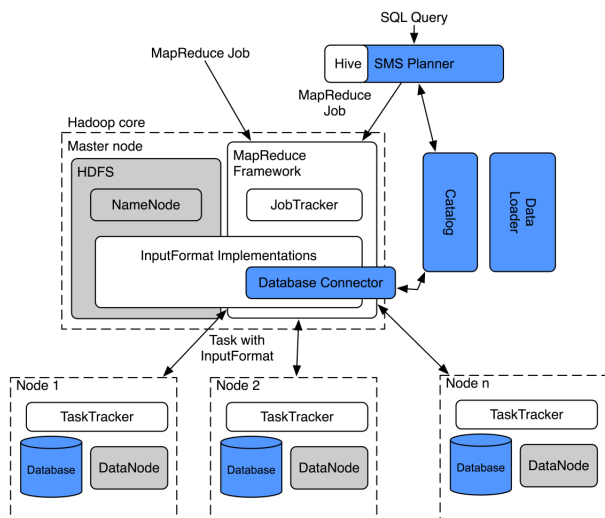 SQL Query
Hive SMS Planner
MapReduce Job
MapReduce
Job
Hadoop core
Master node
HDFS
MapReduce
Framework
NameNode
JobTracker
Catalog
Data
Loader
InputFormat Implementations
Database Connector
Task with
InputFormat
Node 1
TaskTracker
Database
DataNode
Node 2
TaskTracker
Database
DataNode
Node n
TaskTracker
Database
DataNode